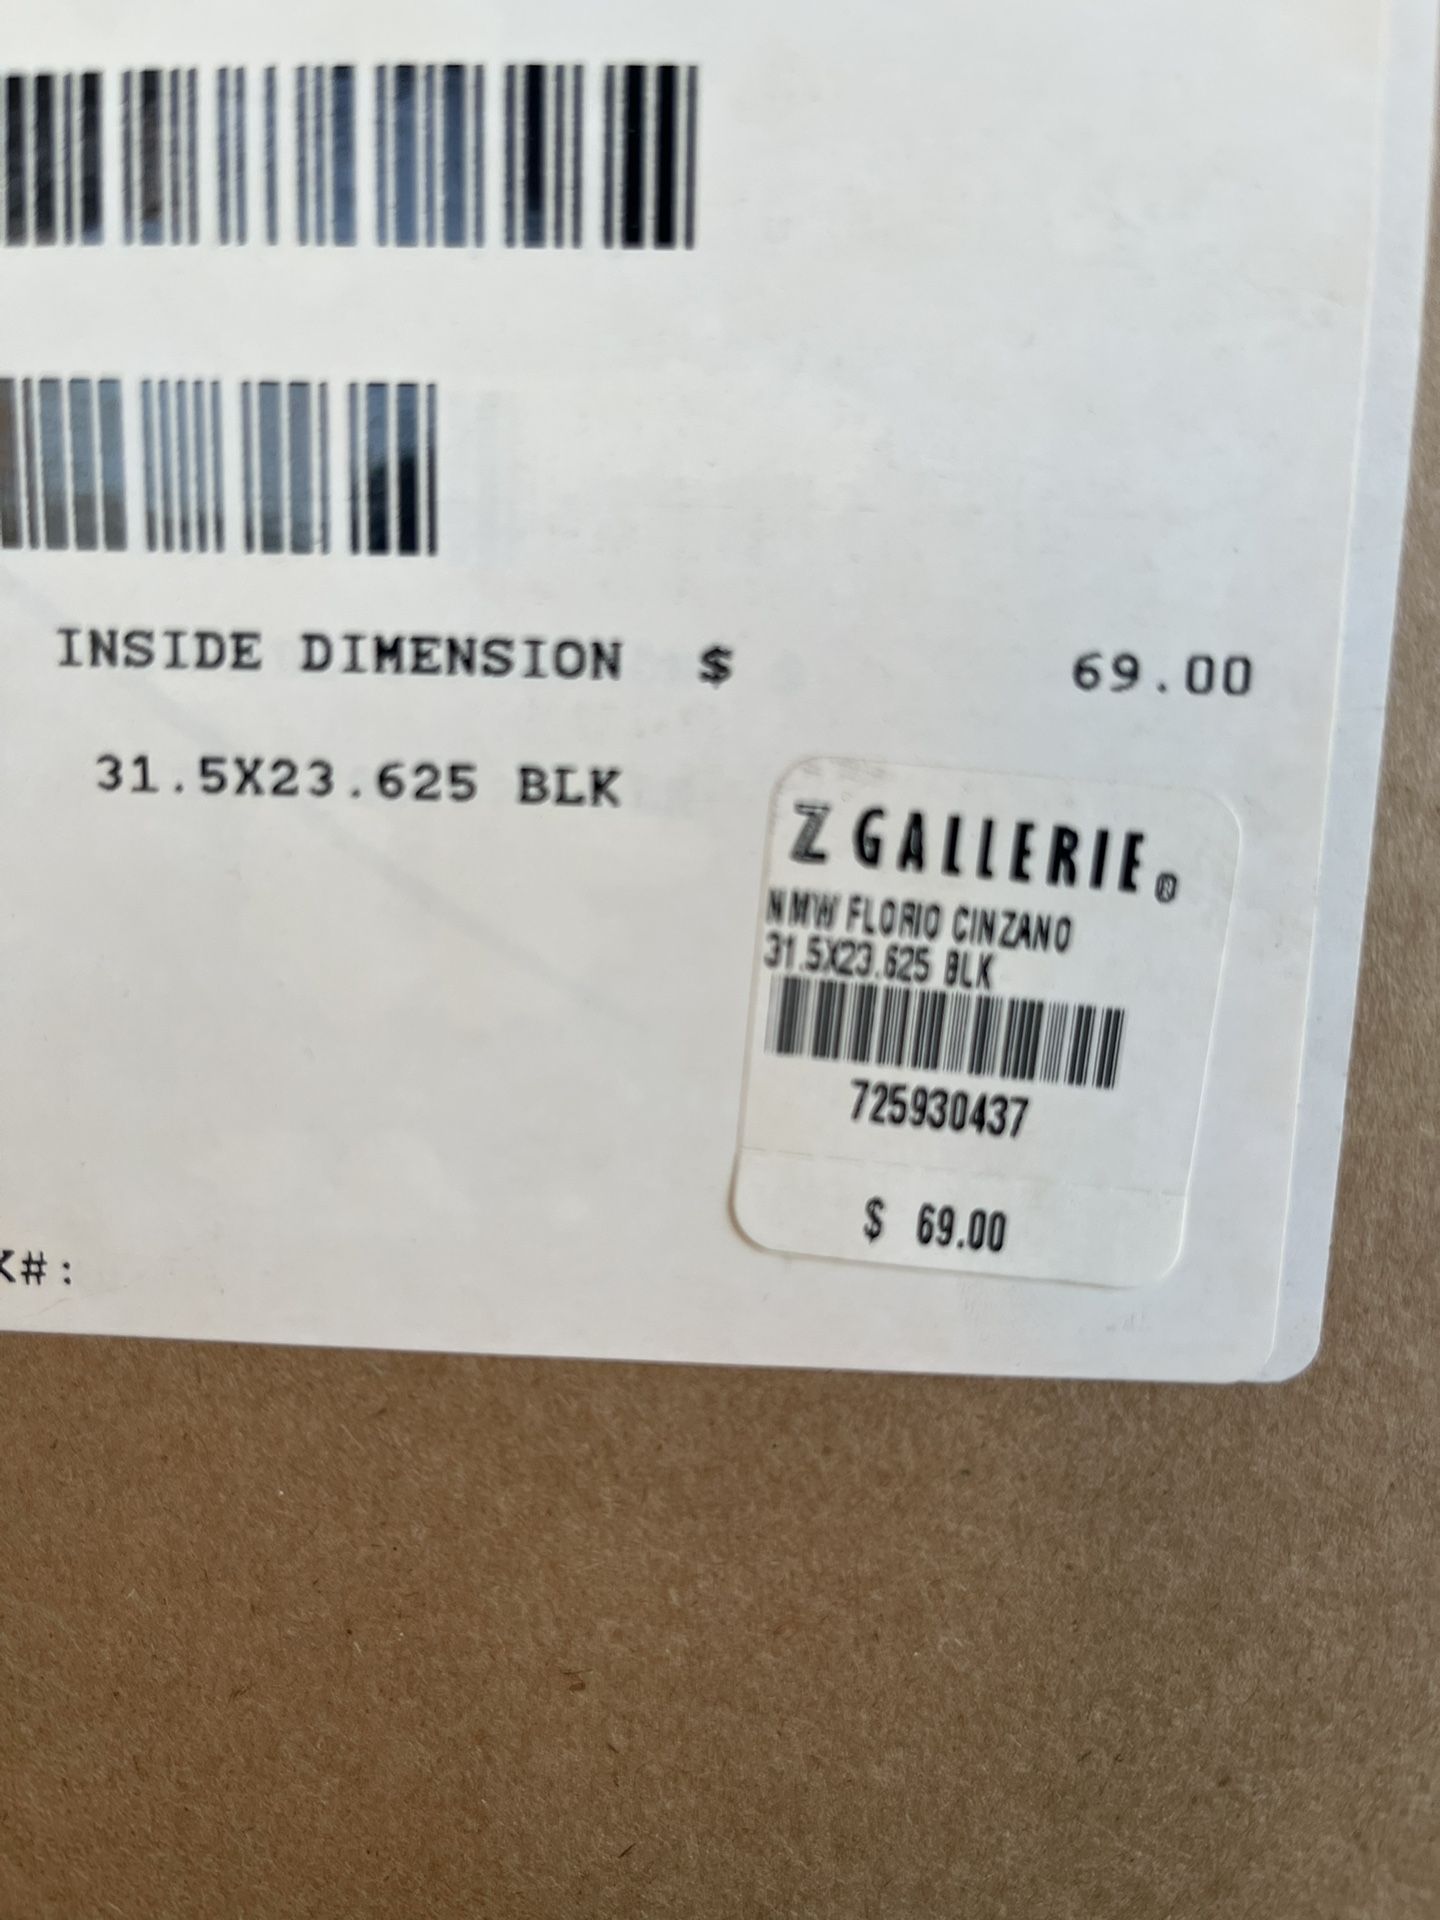 INSIDE DIMENSION $ 69.00
31.5X23.625 BLK
Z GALLERIE®
NMW FLORIO CINZANO
31.5X23.625 BLK
725930437
$ 69.00
#: